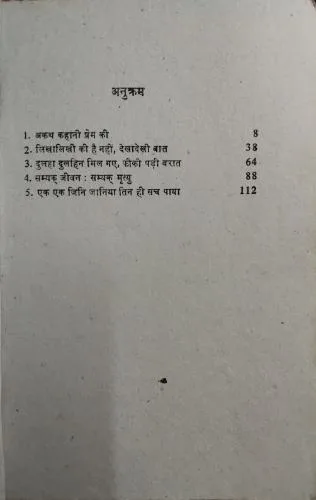 अनुक्रम
1. अकथ कहानी प्रेम की 8
2. लिखालिखी की है नहीं, देखादेखी बात 38
3. दुलहा दुलहिन मिल गए, फीकी पड़ी बरात 64
4. सम्यक् जीवन : सम्यक् मृत्यु 88
5. एक एक जिनि जानिया तिन ही सच पाया 112